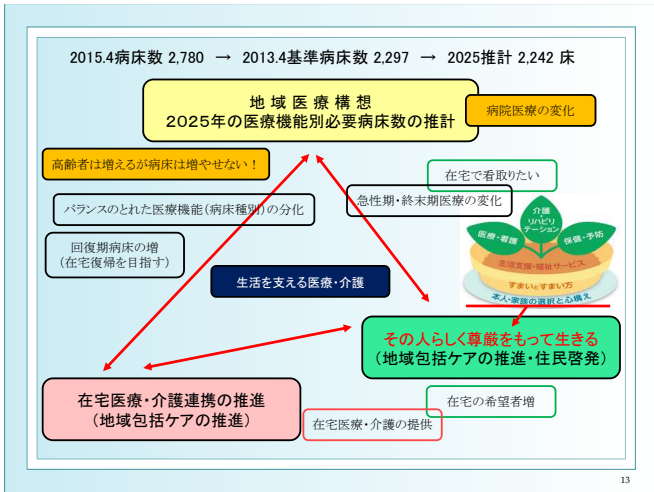 2015.4病床数 2,780 → 2013.4基準病床数 2,297 → 2025推計 2,242 床
地 域 医 療 構 想
2025年の医療機能別必要病床数の推計
病院医療の変化
高齢者は増えるが病床は増やせない！
在宅で看取りたい
バランスのとれた医療機能(病床種別)の分化
急性期・終末期医療の変化
介護
リハビリ
テーション
医療・看護
保健・予防
回復期病床の増
(在宅復帰を目指す)
生活支援・福祉サービス
生活を支える医療・介護
すまいとすまい方
本人・家族の選択と心構え
その人らしく尊厳をもって生きる
(地域包括ケアの推進・住民啓発)
在宅医療・介護連携の推進
(地域包括ケアの推進)
在宅の希望者増
在宅医療・介護の提供
13